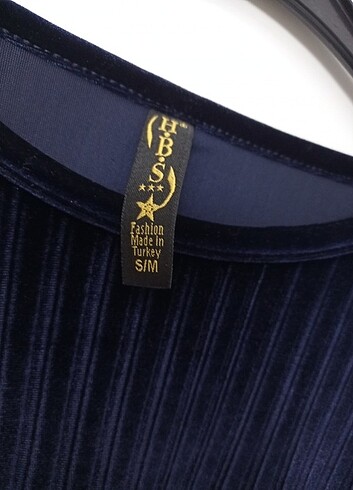 H.B.S
★★★
Fashion
Made in
Turkey
S/M